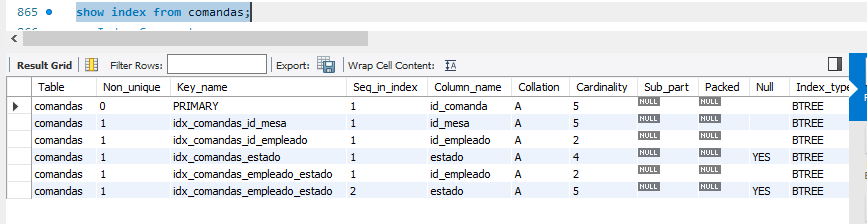 865 show index from comandas;
Result Grid Filter Rows: Export: Wrap Cell Content:
Table Non_unique Key_name Seq_in_index Column_name Collation Cardinality Sub_part Packed Null Index_type
comandas 0 PRIMARY 1 id_comanda A 5 NULL NULL BTREE
comandas 1 idx_comandas_id_mesa 1 id_mesa A 5 NULL NULL BTREE
comandas 1 idx_comandas_id_empleado 1 id_empleado A 2 NULL NULL BTREE
comandas 1 idx_comandas_estado 1 estado A 4 NULL NULL YES BTREE
comandas 1 idx_comandas_empleado_estado 1 id_empleado A 2 NULL NULL BTREE
comandas 1 idx_comandas_empleado_estado 2 estado A 5 NULL NULL YES BTREE